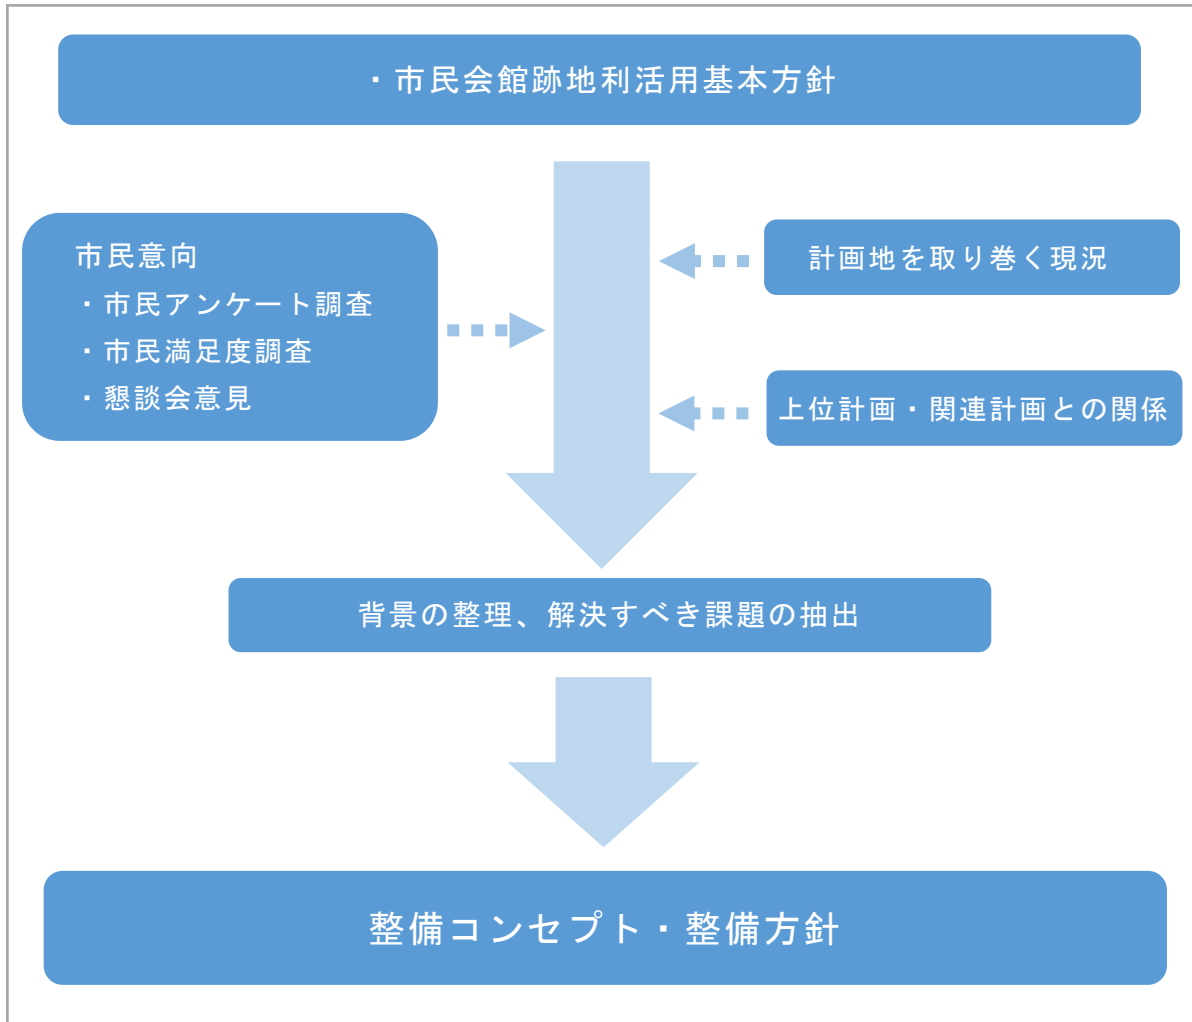 ・市民会館跡地利活用基本方針
市民意向
・市民アンケート調査
・市民満足度調査
・懇談会意見
計画地を取り巻く現況
上位計画・関連計画との関係
背景の整理、解決すべき課題の抽出
整備コンセプト・整備方針